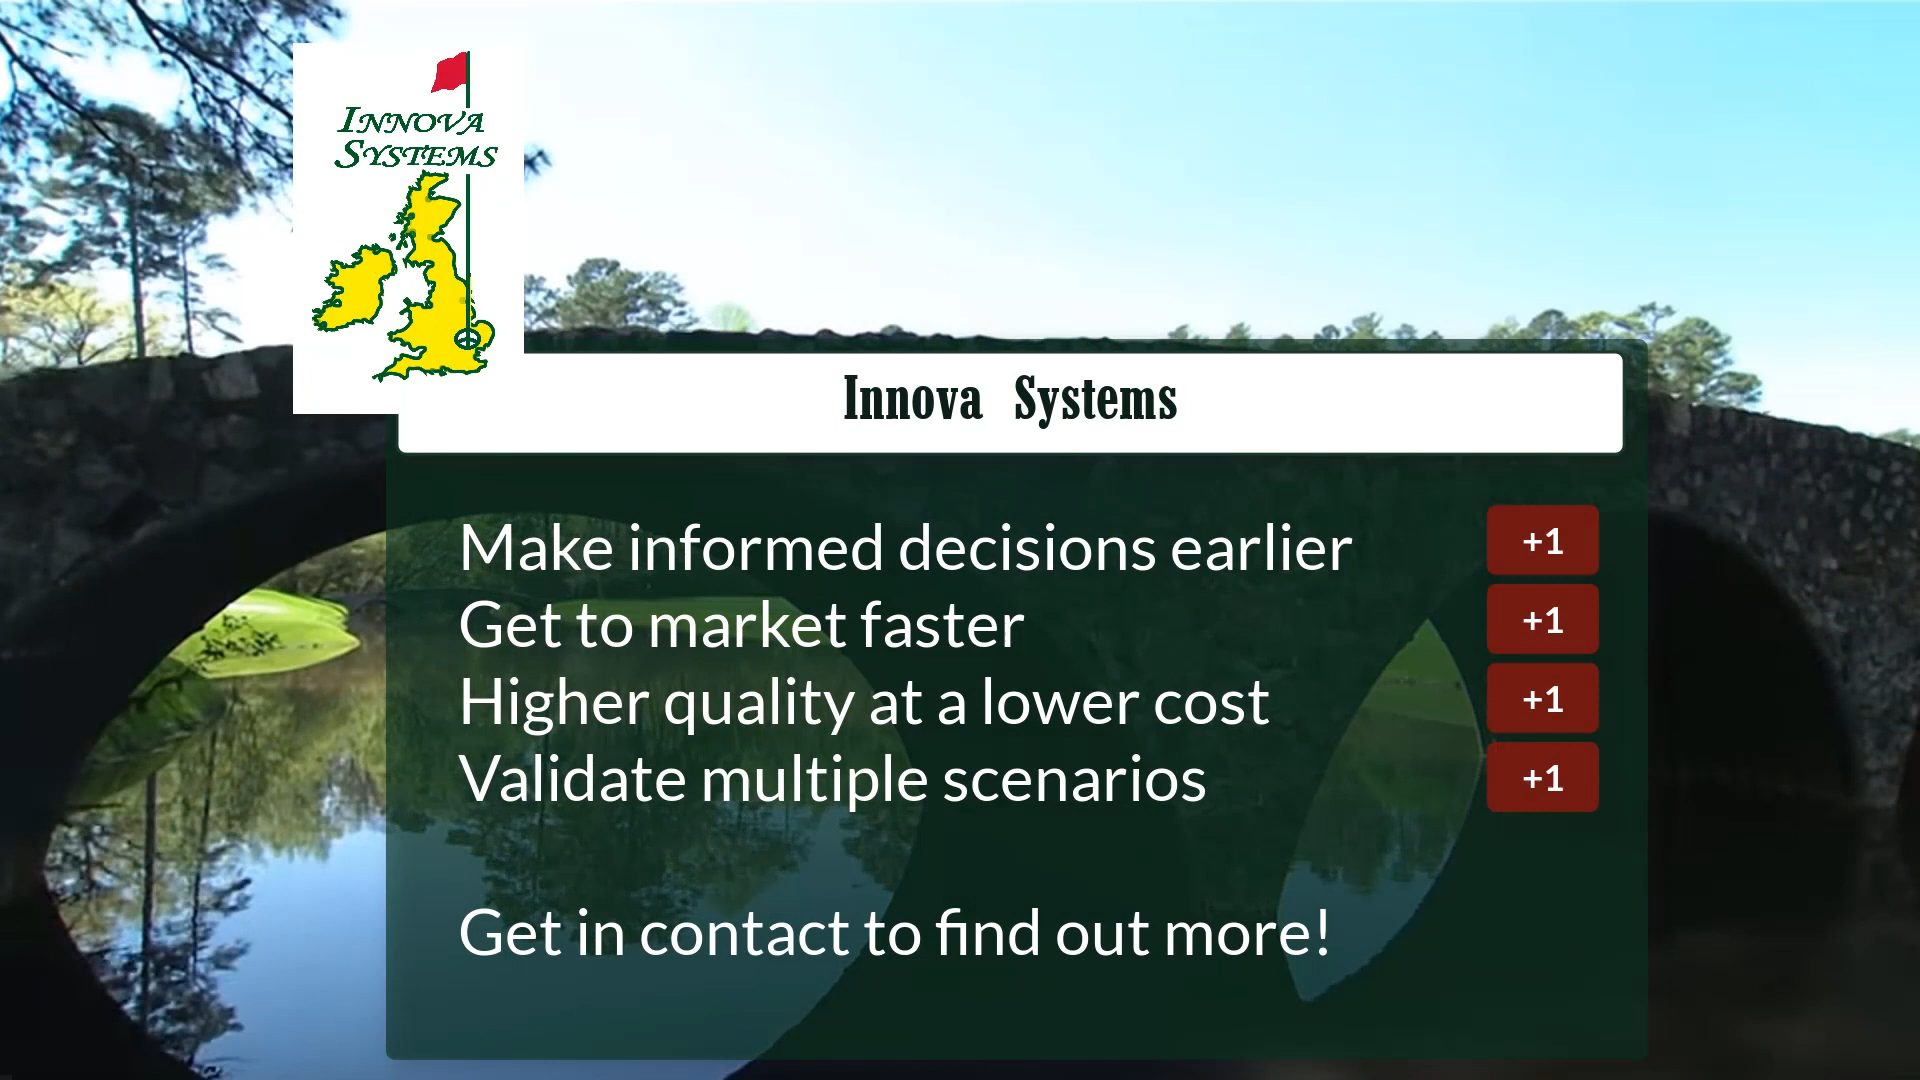 INNOVA
SYSTEMS
Innova Systems
Make informed decisions earlier +1
Get to market faster +1
Higher quality at a lower cost +1
Validate multiple scenarios +1
Get in contact to find out more!